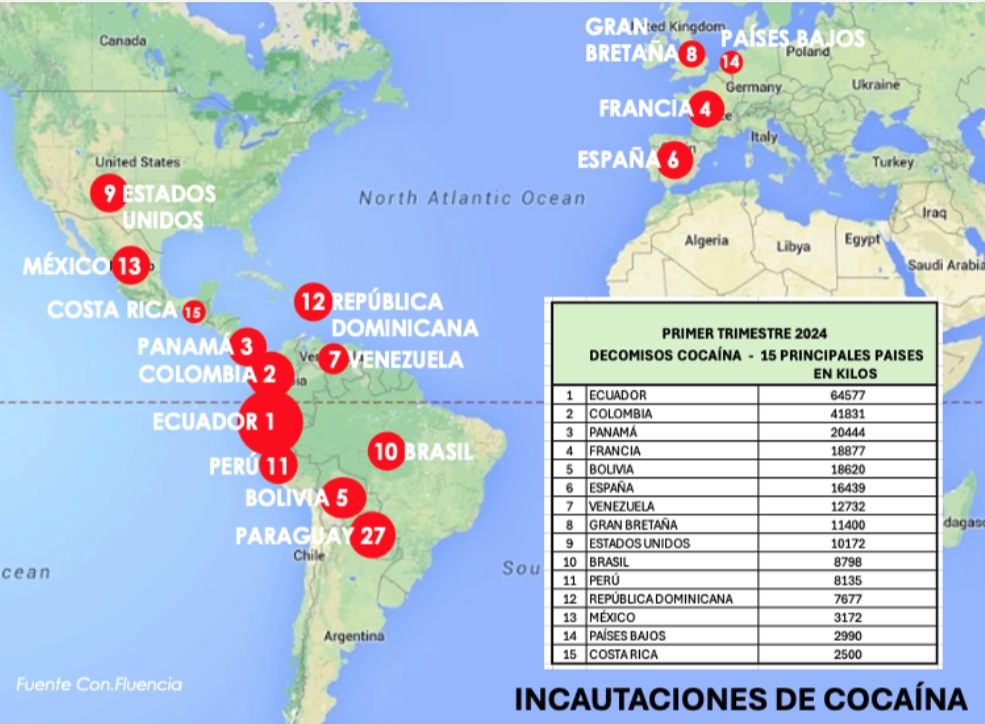 Canada
GRAN
BRETAÑA 8
United Kingdom
PAÍSES BAJOS
14
Poland
Germany
Ukraine
FRANCIA 4
Italy
ESPAÑA 6
Turkey
United States
9 ESTADOS
UNIDOS
North Atlantic Ocean
Iraq
Algeria
Libya
Egypt
Saudi Arabia
MÉXICO 13
COSTA RICA 15
12 REPÚBLICA
DOMINICANA
PANAMÁ 3
7 VENEZUELA
COLOMBIA 2
ECUADOR 1
PERÚ 11
10 BRASIL
BOLIVIA 5
PARAGUAY 27
Chile
Argentina
cean
Sou
dagasc
PRIMER TRIMESTRE 2024
DECOMISOS COCAÍNA - 15 PRINCIPALES PAISES
EN KILOS
1 ECUADOR 64577
2 COLOMBIA 41831
3 PANAMÁ 20444
4 FRANCIA 18877
5 BOLIVIA 18620
6 ESPAÑA 16439
7 VENEZUELA 12732
8 GRAN BRETAÑA 11400
9 ESTADOS UNIDOS 10172
10 BRASIL 8798
11 PERÚ 8135
12 REPÚBLICA DOMINICANA 7677
13 MÉXICO 3172
14 PAÍSES BAJOS 2990
15 COSTA RICA 2500
Fuente Con.Fluencia
INCAUTACIONES DE COCAÍNA